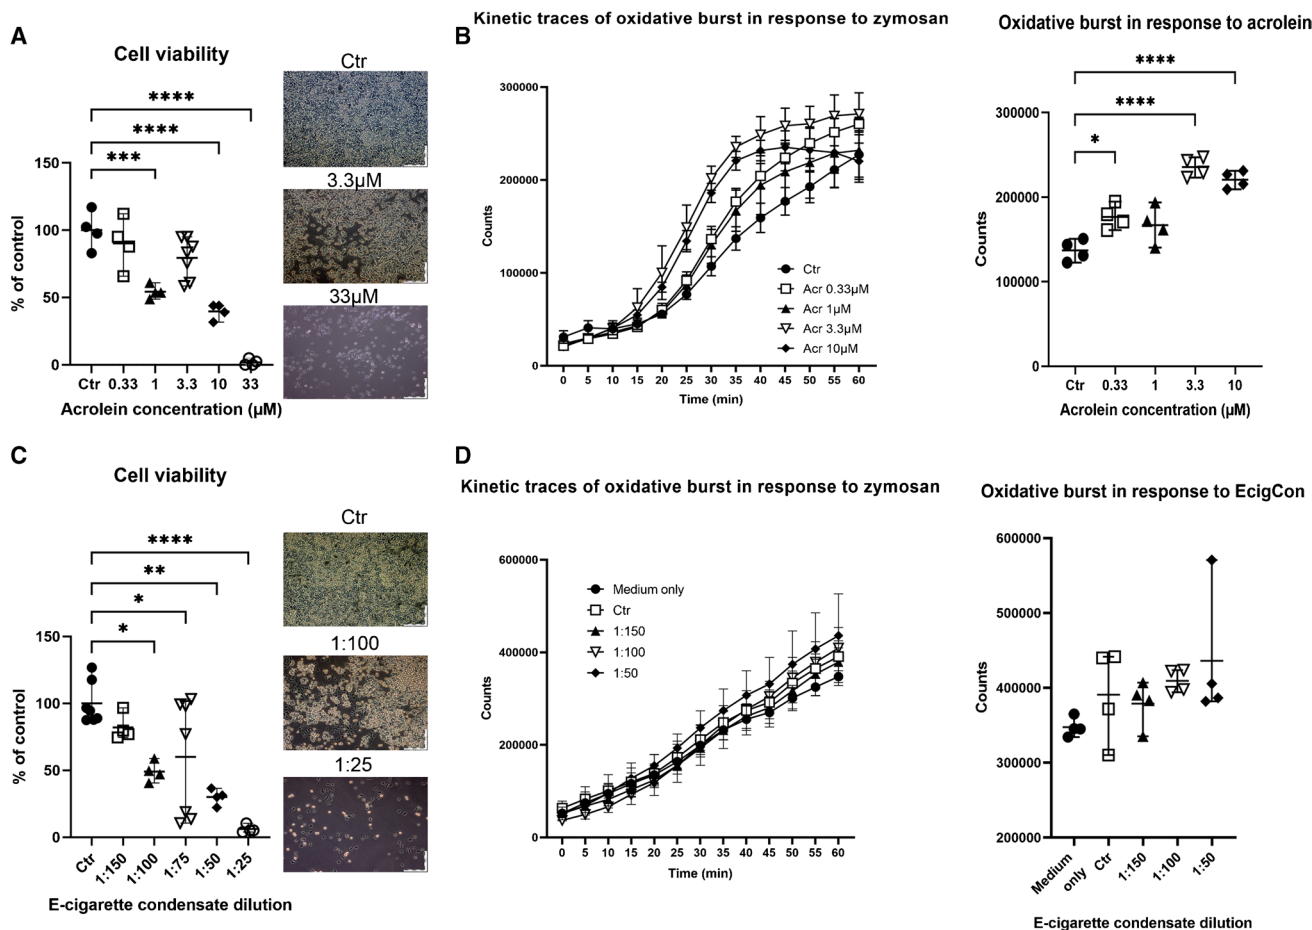 A
Cell viability
****
****
***
150
100
50
0
% of control
Ctr 0.33 1 3.3 10 33
Acrolein concentration (µM)
Ctr
3.3µM
33µM
B
Kinetic traces of oxidative burst in response to zymosan
300000
200000
100000
0
Counts
Ctr
Acr 0.33µM
Acr 1µM
Acr 3.3µM
Acr 10µM
0 5 10 15 20 25 30 35 40 45 50 55 60
Time (min)
Oxidative burst in response to acrolein
****
****
*
300000
200000
100000
0
Counts
Ctr 0.33 1 3.3 10
Acrolein concentration (µM)
C
Cell viability
****
**
*
*
150
100
50
0
% of control
Ctr 1:150 1:100 1:75 1:50 1:25
E-cigarette condensate dilution
Ctr
1:100
1:25
D
Kinetic traces of oxidative burst in response to zymosan
600000
400000
200000
0
Counts
Medium only
Ctr
1:150
1:100
1:50
0 5 10 15 20 25 30 35 40 45 50 55 60
Time (min)
Oxidative burst in response to EcigCon
600000
500000
400000
300000
200000
Counts
Medium
only
Ctr 1:150 1:100 1:50
E-cigarette condensate dilution